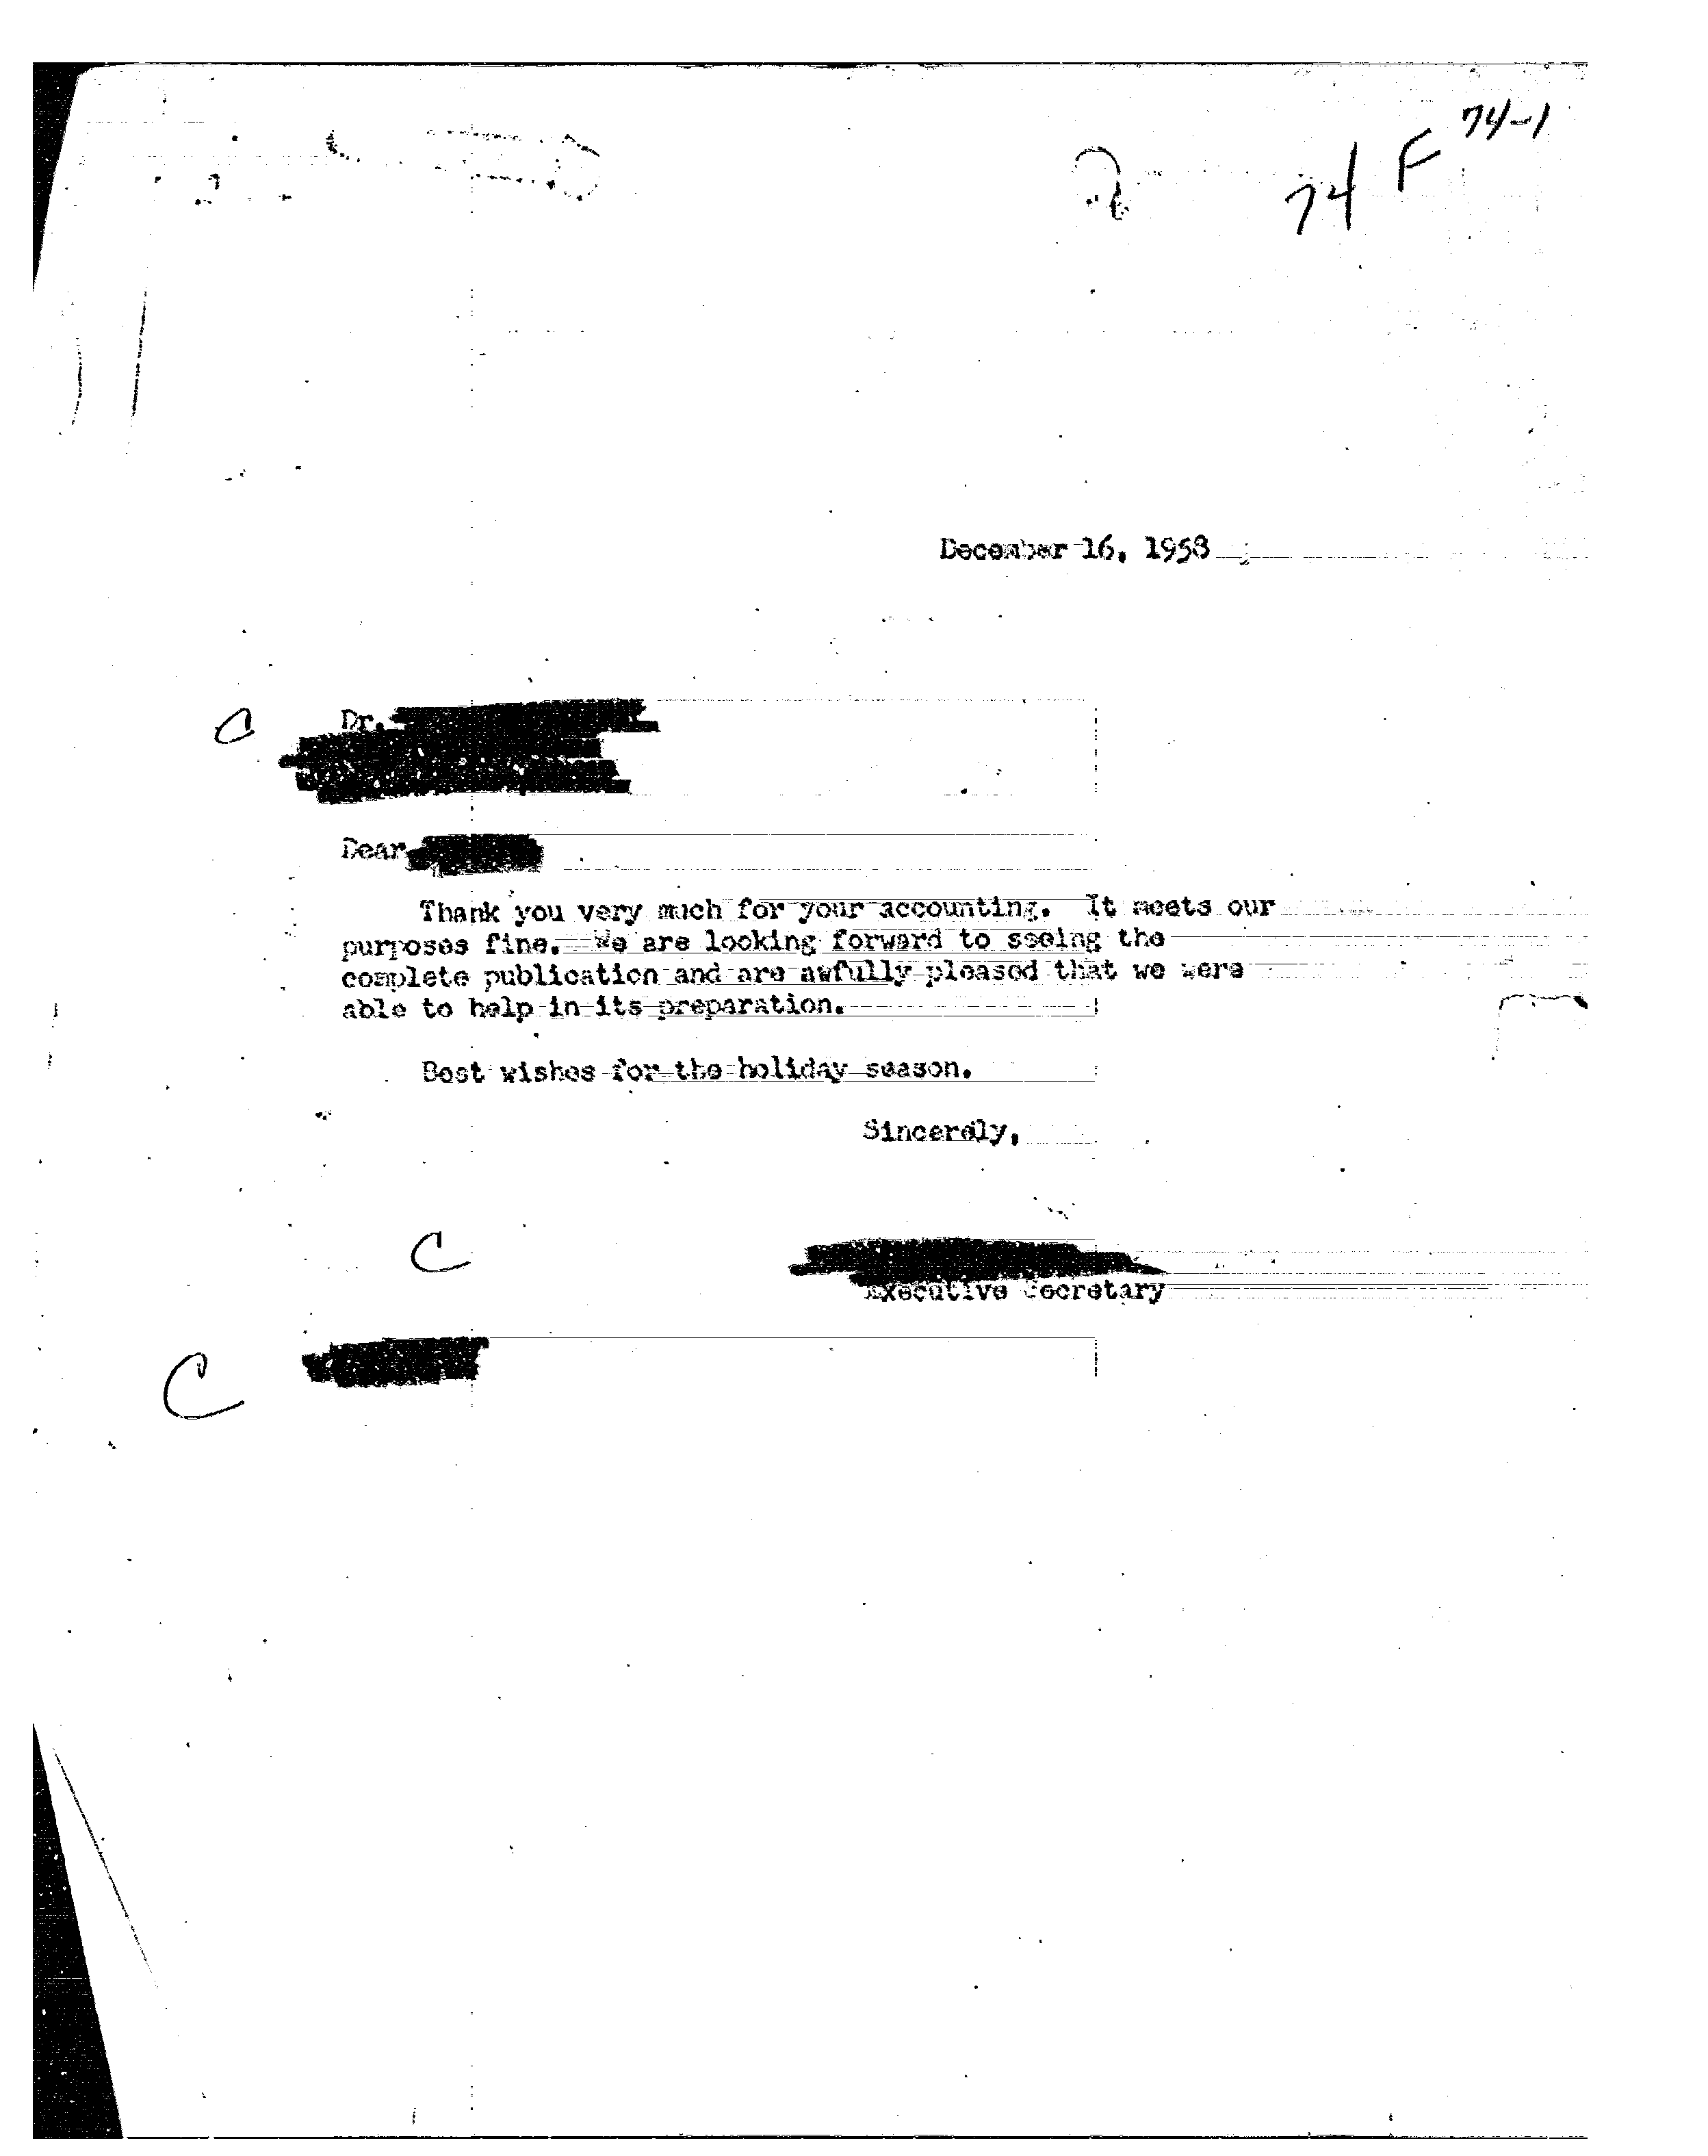 74-1
74 F
December 16, 1958
C
Dr.
Dear
Thank you very much for your accounting. It meets our
purposes fine. We are looking forward to seeing the
complete publication and are awfully pleased that we were
able to help in its preparation.
Best wishes for the holiday season.
Sincerely,
C
Executive Secretary
C